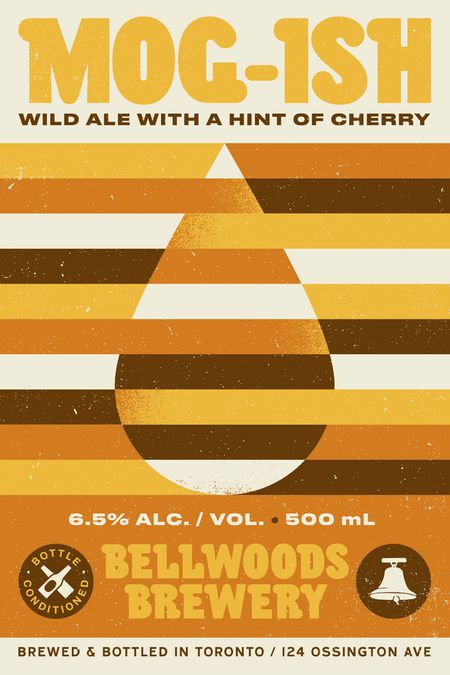 MOG-ISH
WILD ALE WITH A HINT OF CHERRY
6.5% ALC. / VOL. • 500 mL
BOTTLE
• CONDITIONED •
BELLWOODS
BREWERY
BREWED & BOTTLED IN TORONTO / 124 OSSINGTON AVE